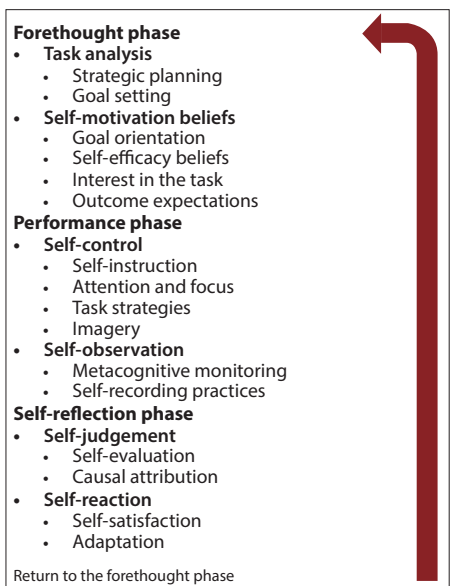 Forethought phase
• Task analysis
• Strategic planning
• Goal setting
• Self-motivation beliefs
• Goal orientation
• Self-efficacy beliefs
• Interest in the task
• Outcome expectations
Performance phase
• Self-control
• Self-instruction
• Attention and focus
• Task strategies
• Imagery
• Self-observation
• Metacognitive monitoring
• Self-recording practices
Self-reflection phase
• Self-judgement
• Self-evaluation
• Causal attribution
• Self-reaction
• Self-satisfaction
• Adaptation
Return to the forethought phase